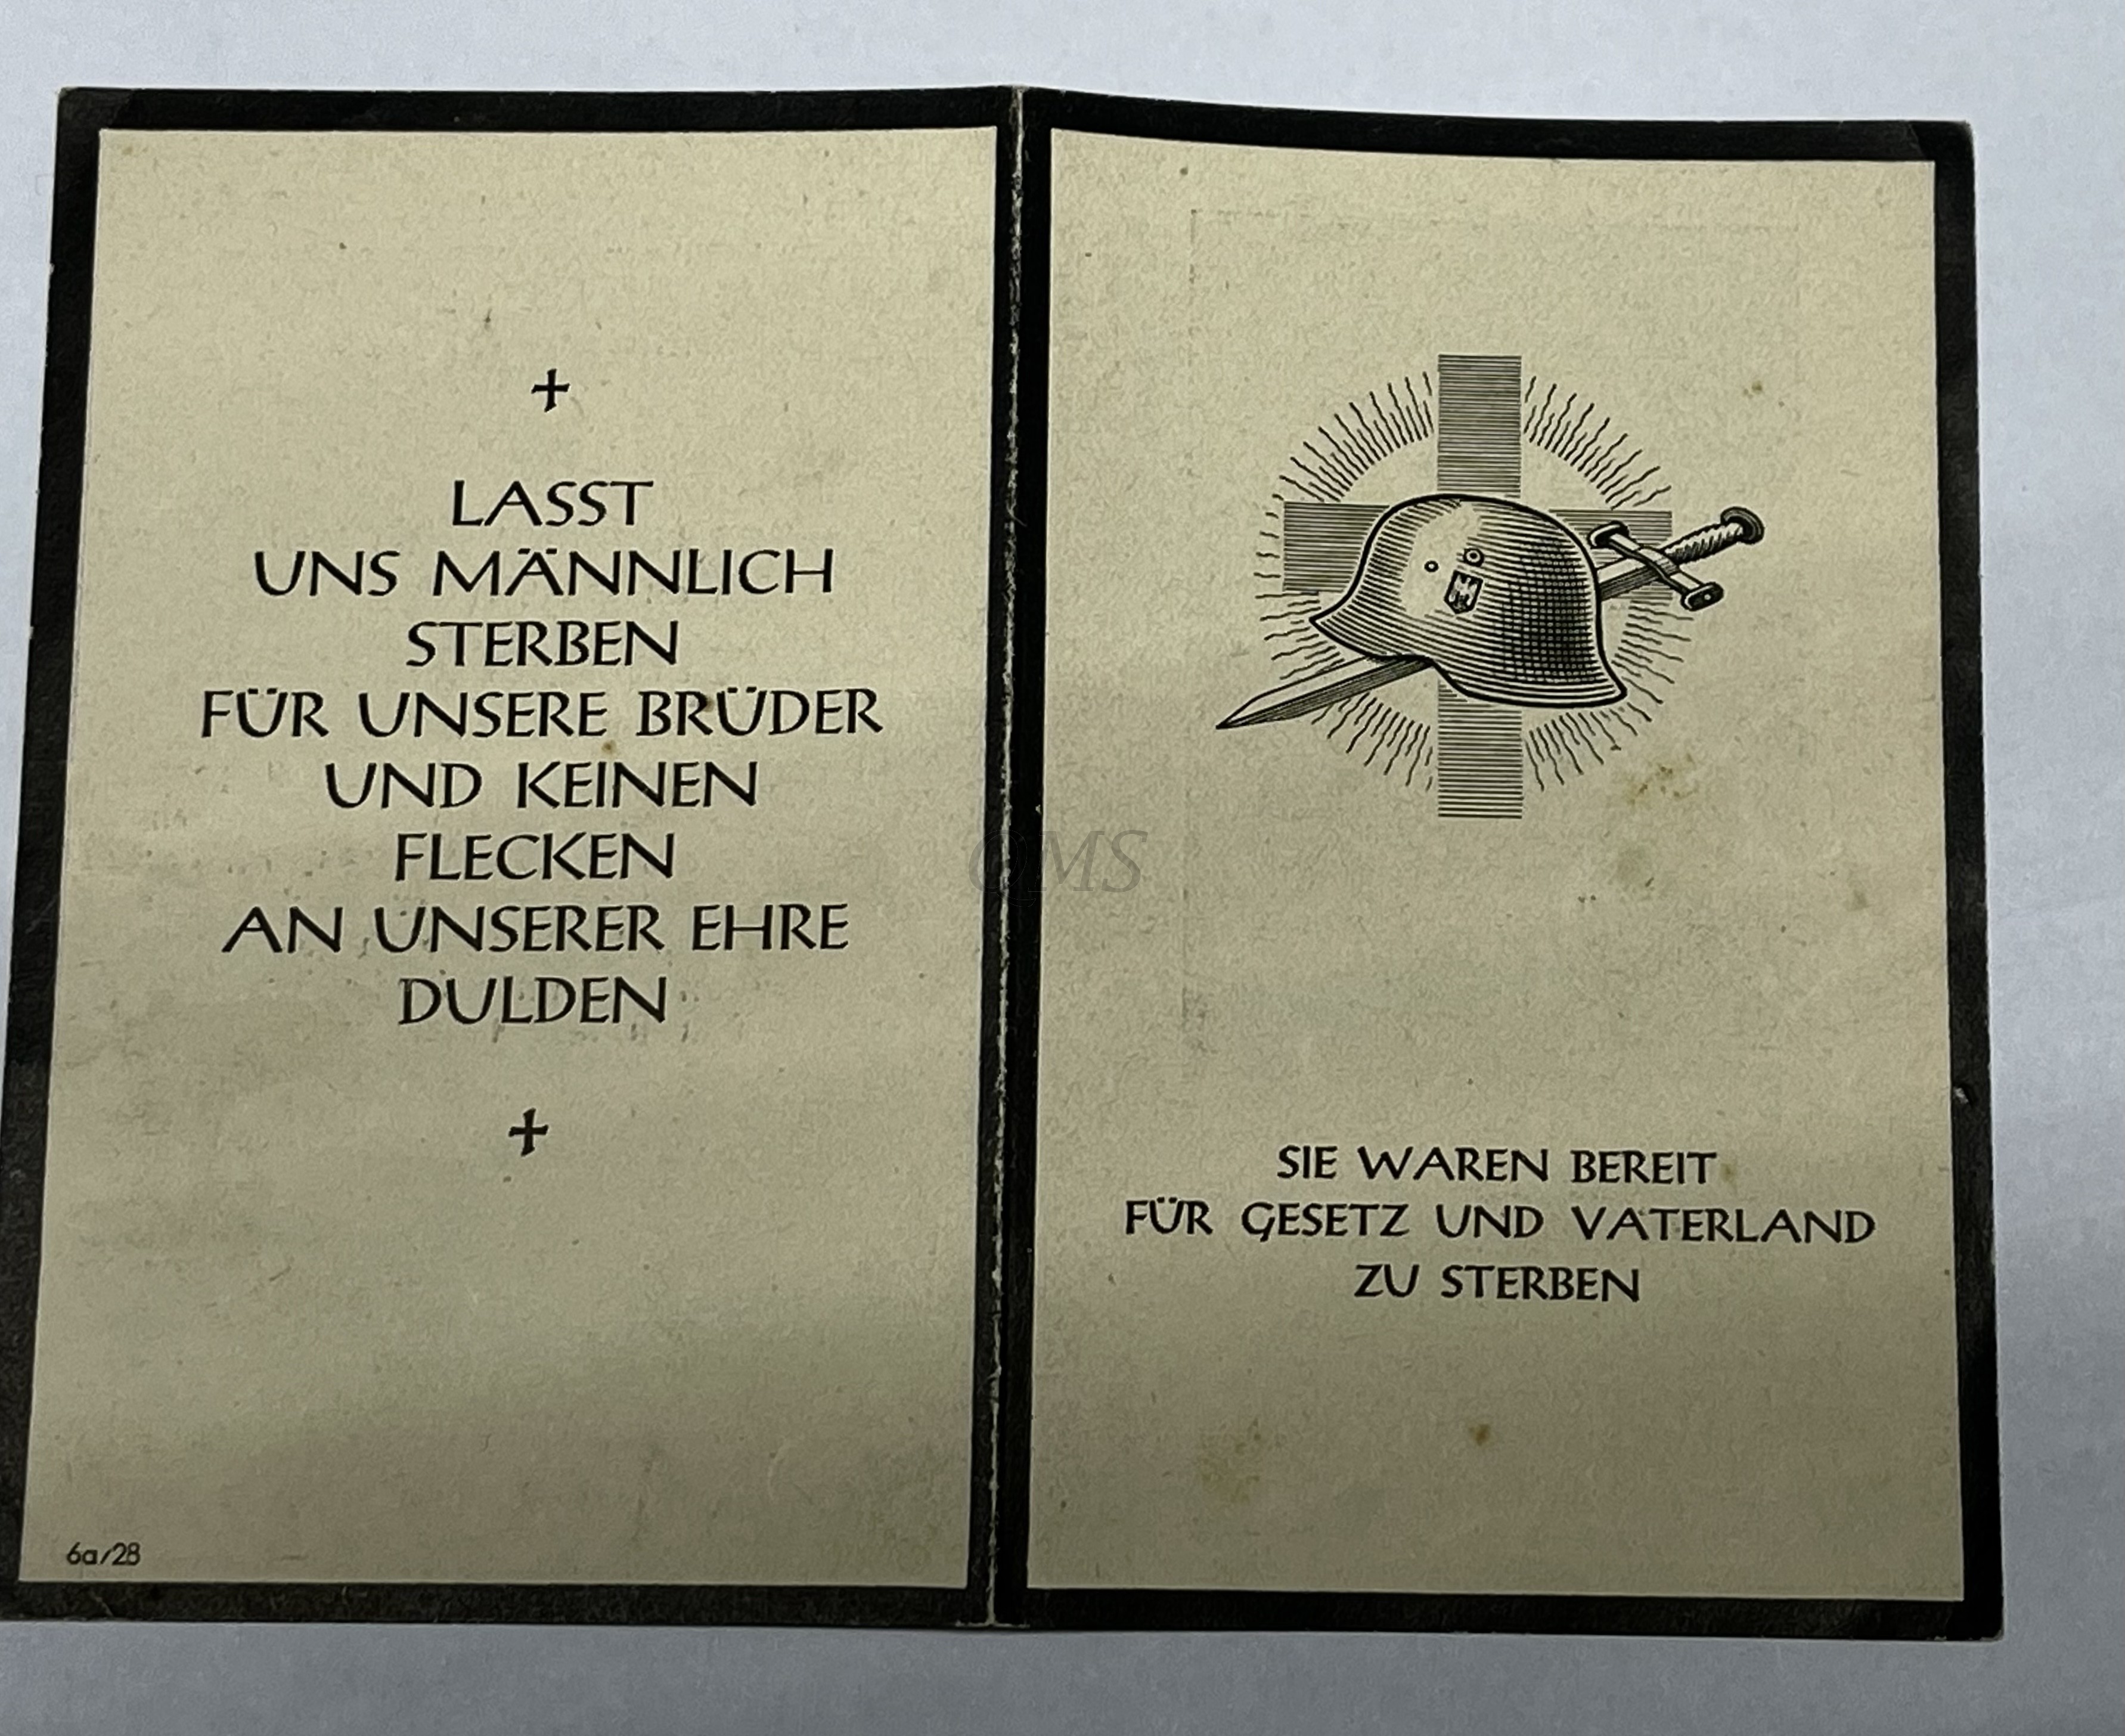 +
LASST
UNS MÄNNLICH
STERBEN
FÜR UNSERE BRÜDER
UND KEINEN
FLECKEN
AN UNSERER EHRE
DULDEN
+
6a/28
SIE WAREN BEREIT
FÜR GESETZ UND VATERLAND
ZU STERBEN